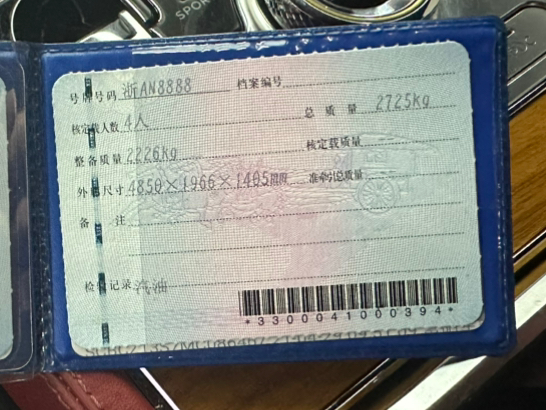 号牌号码 浙AN8888 档案编号
核定载人数 4人 总质量 2725kg
整备质量 2226kg 核定载质量
外廓尺寸 4850×1966×1405mm 准牵引总质量
备注
检验记录 汽油
*3300041000394*